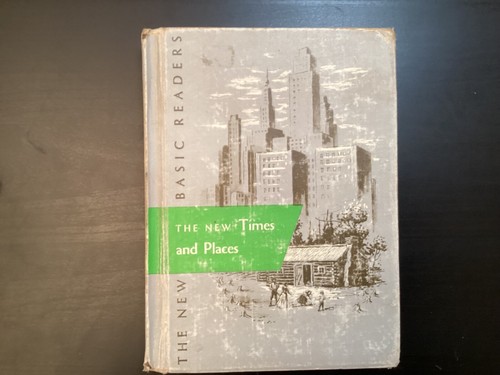 THE NEW BASIC READERS
THE NEW Times
and Places